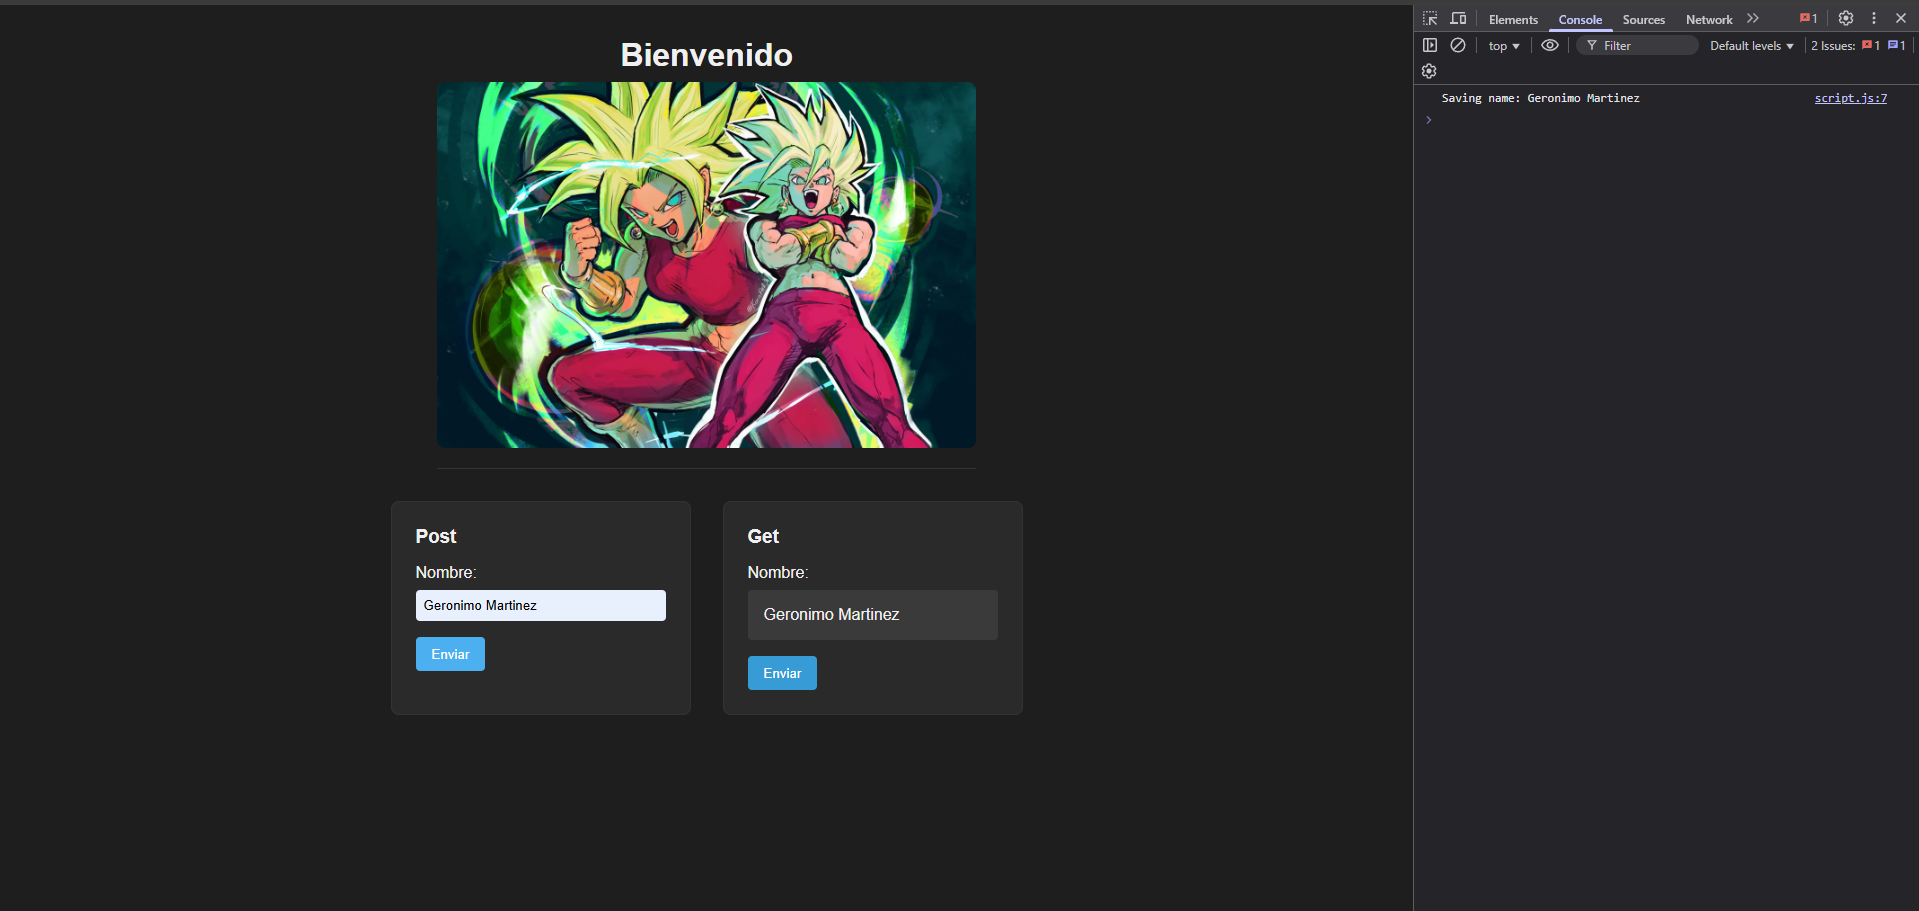 Bienvenido
Post
Nombre:
Geronimo Martinez
Enviar
Get
Nombre:
Geronimo Martinez
Enviar
Elements Console Sources Network 1
top Filter Default levels 2 Issues: 1 1
Saving name: Geronimo Martinez script.js:7